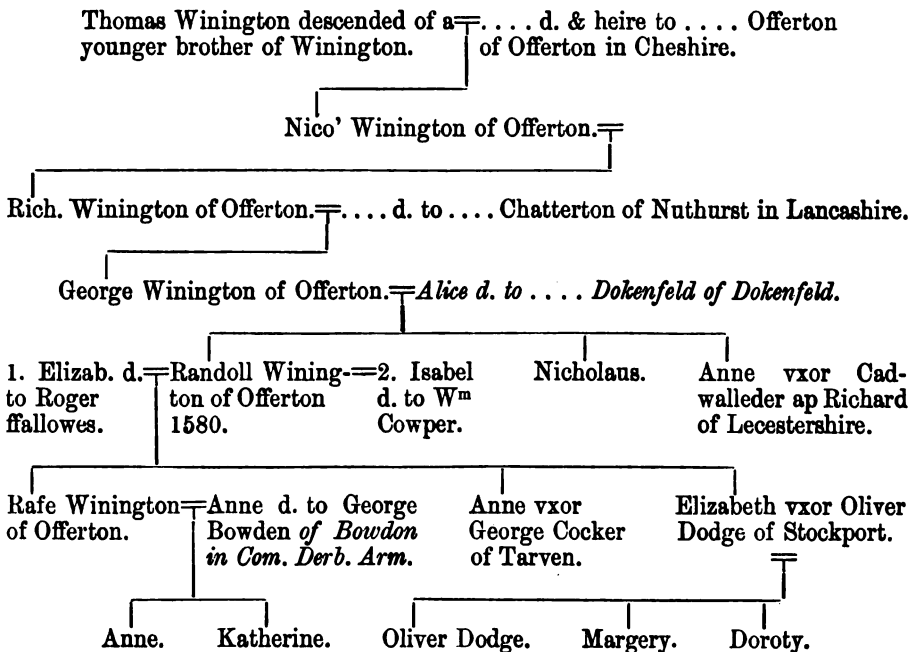 Thomas Winington descended of a . . . . d. & heire to . . . . Offerton
younger brother of Winington. of Offerton in Cheshire.
Nico' Winington of Offerton.
Rich. Winington of Offerton. . . . . d. to . . . . Chatterton of Nuthurst in Lancashire.
George Winington of Offerton. Alice d. to . . . . Dokenfeld of Dokenfeld.
1. Elizab. d.
to Roger
ffallowes.
Randoll Wining-
ton of Offerton
1580.
2. Isabel
d. to Wm
Cowper.
Nicholaus.
Anne vxor Cad-
walleder ap Richard
of Lecestershire.
Rafe Winington
of Offerton.
Anne d. to George
Bowden of Bowdon
in Com. Derb. Arm.
Anne vxor
George Cocker
of Tarven.
Elizabeth vxor Oliver
Dodge of Stockport.
Anne. Katherine. Oliver Dodge. Margery. Doroty.